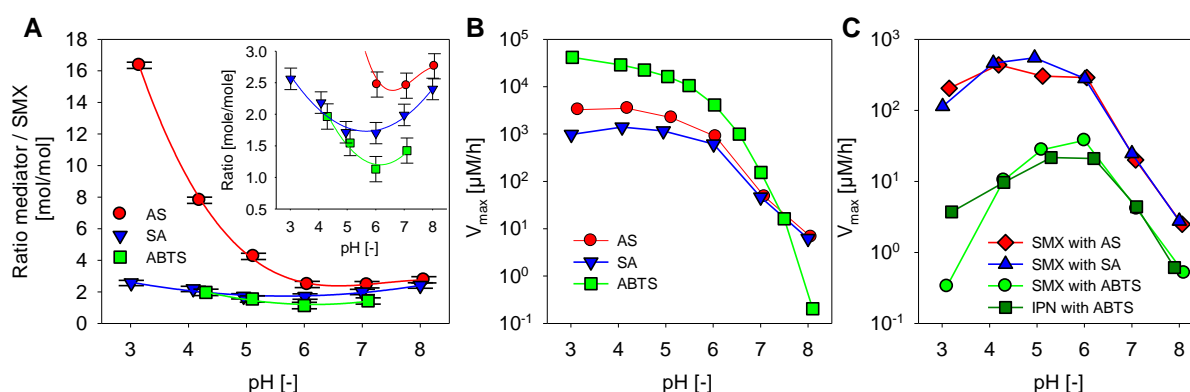 A
Ratio mediator / SMX
[mol/mol]
18
16
14
12
10
8
6
4
2
0
3 4 5 6 7 8
pH [-]
AS
SA
ABTS
Ratio [mole/mole]
3.0
2.5
2.0
1.5
1.0
0.5
3 4 5 6 7 8
pH [-]
B
Vmax [µM/h]
10^5
10^4
10^3
10^2
10^1
10^0
10^-1
3 4 5 6 7 8
pH [-]
AS
SA
ABTS
C
Vmax [µM/h]
10^3
10^2
10^1
10^0
10^-1
3 4 5 6 7 8
pH [-]
SMX with AS
SMX with SA
SMX with ABTS
IPN with ABTS